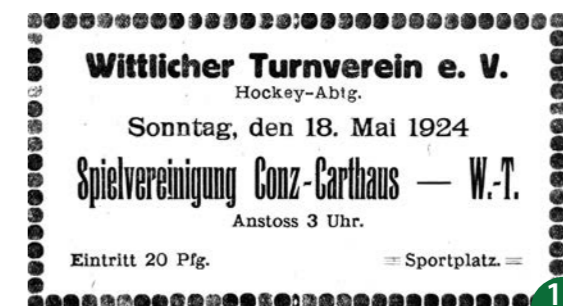 Wittlicher Turnverein e. V.
Hockey-Abtg.
Sonntag, den 18. Mai 1924
Spielvereinigung Conz-Carthaus — W.-T.
Anstoss 3 Uhr.
Eintritt 20 Pfg. = Sportplatz. =
1